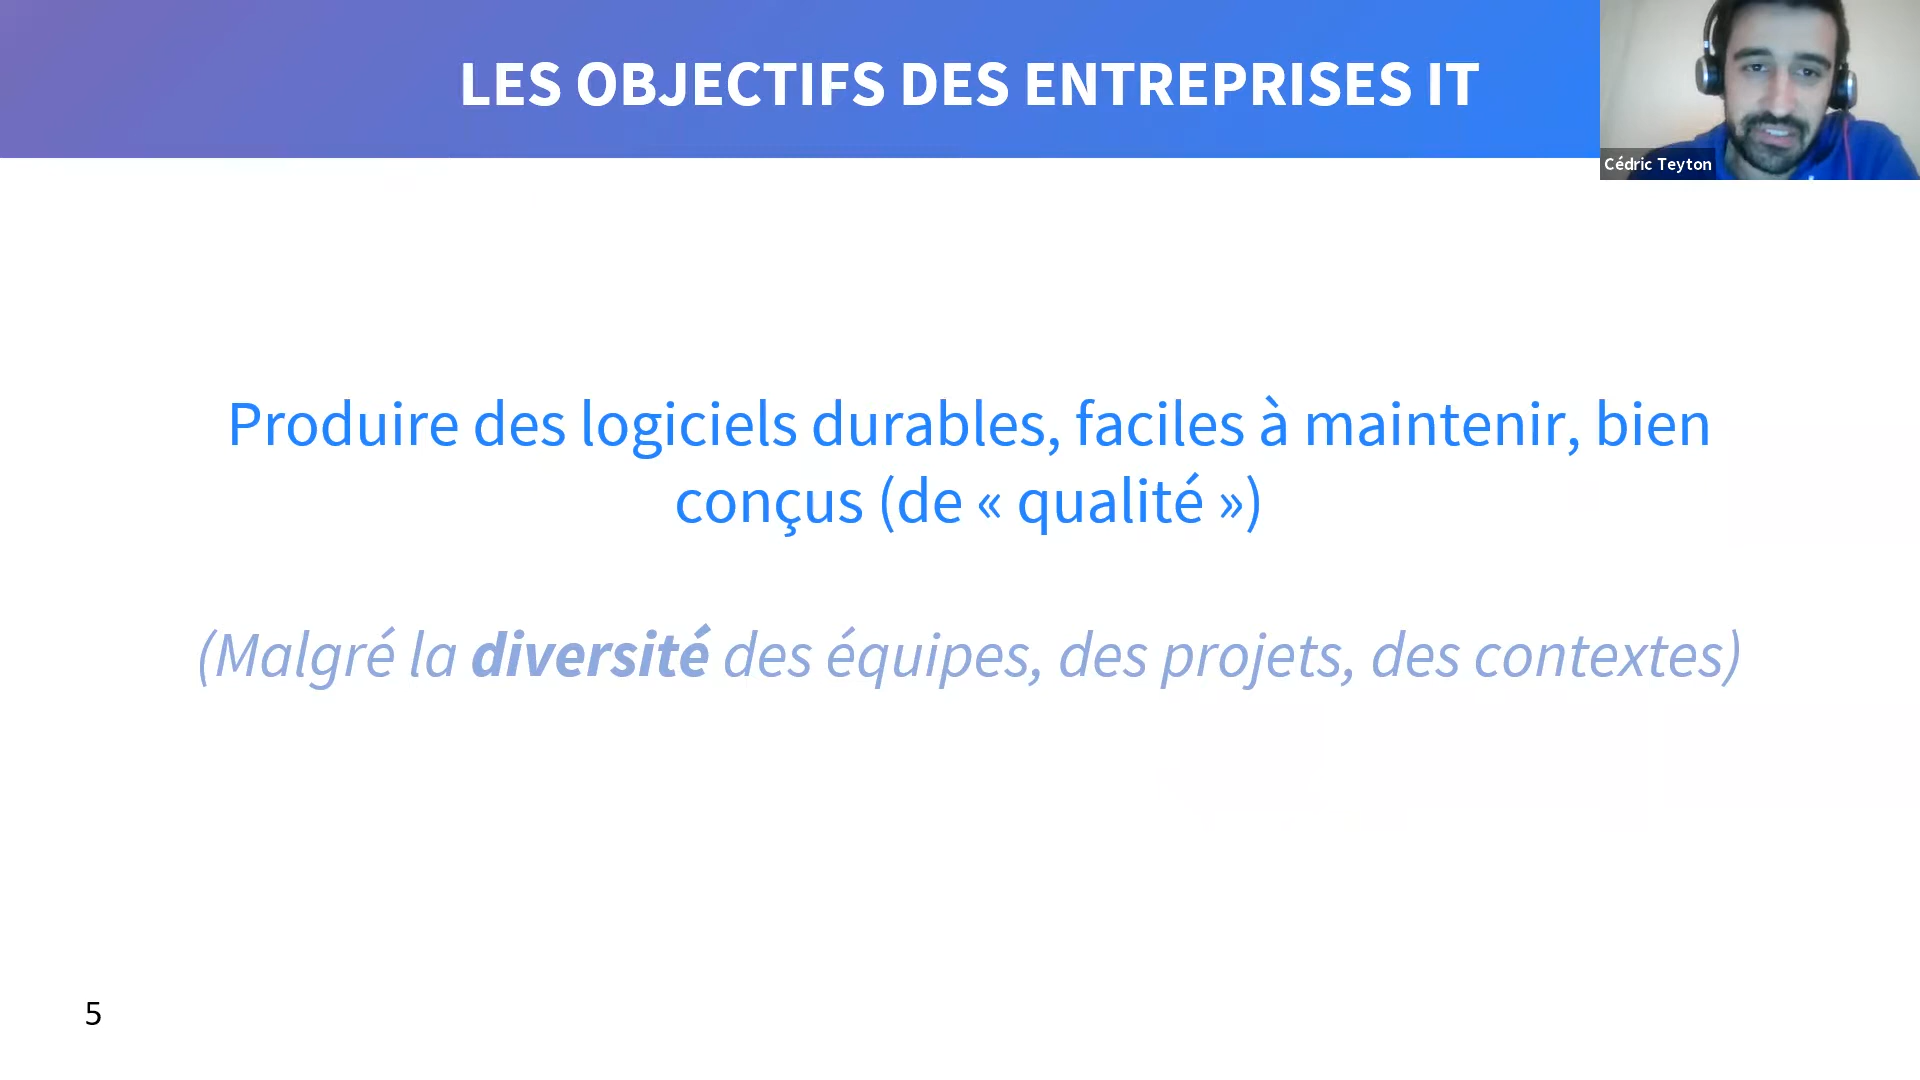 LES OBJECTIFS DES ENTREPRISES IT
Cédric Teyton
Produire des logiciels durables, faciles à maintenir, bien
conçus (de « qualité »)
(Malgré la diversité des équipes, des projets, des contextes)
5